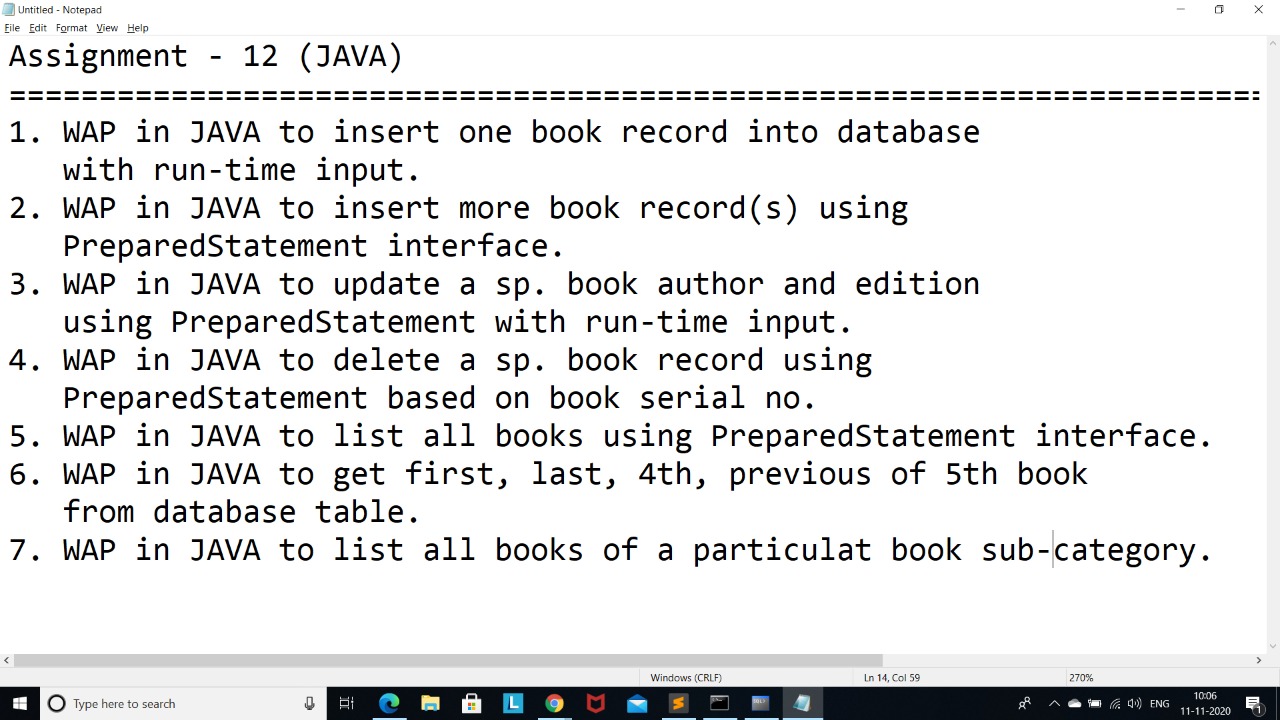 Untitled - Notepad
File Edit Format View Help
Assignment - 12 (JAVA)
======================================================================
1. WAP in JAVA to insert one book record into database
with run-time input.
2. WAP in JAVA to insert more book record(s) using
PreparedStatement interface.
3. WAP in JAVA to update a sp. book author and edition
using PreparedStatement with run-time input.
4. WAP in JAVA to delete a sp. book record using
PreparedStatement based on book serial no.
5. WAP in JAVA to list all books using PreparedStatement interface.
6. WAP in JAVA to get first, last, 4th, previous of 5th book
from database table.
7. WAP in JAVA to list all books of a particulat book sub-category.
Windows (CRLF) Ln 14, Col 59 270%
Type here to search
L
ENG
10:06
11-11-2020
1